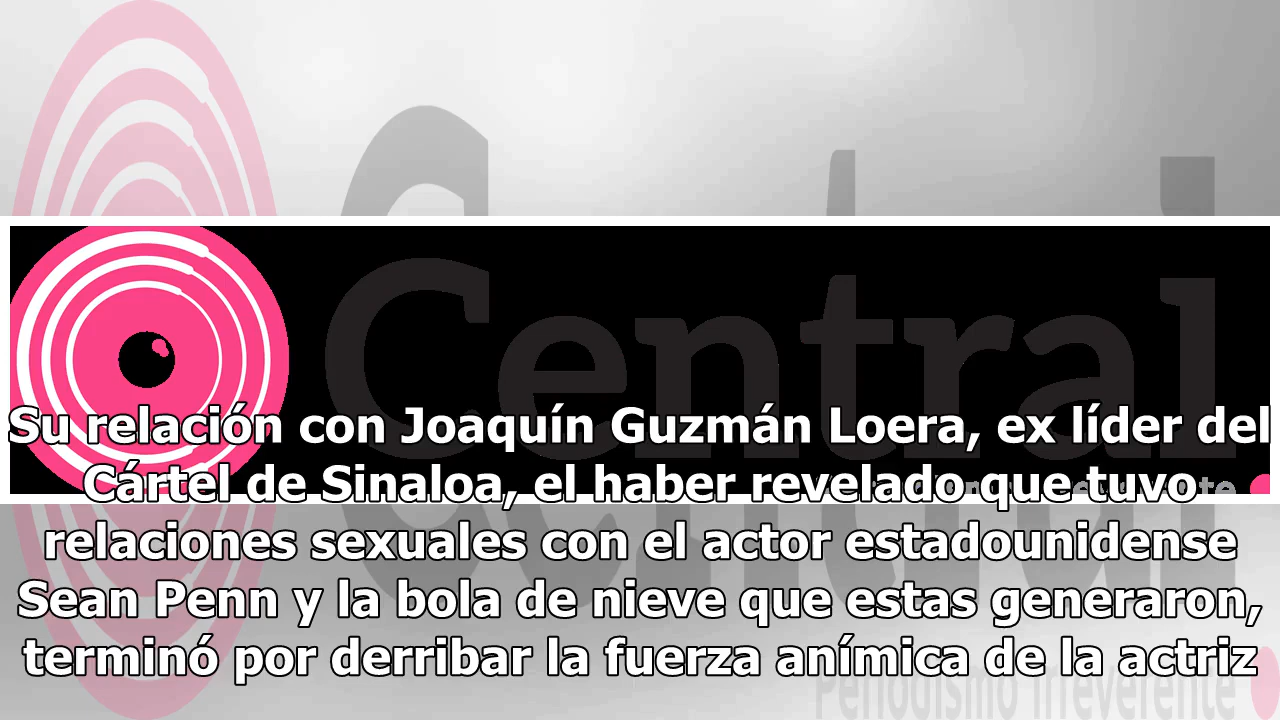 Central
Su relación con Joaquín Guzmán Loera, ex líder del
Cártel de Sinaloa, el haber revelado que tuvo
relaciones sexuales con el actor estadounidense
Sean Penn y la bola de nieve que estas generaron,
terminó por derribar la fuerza anímica de la actriz
Periodismo irreverente